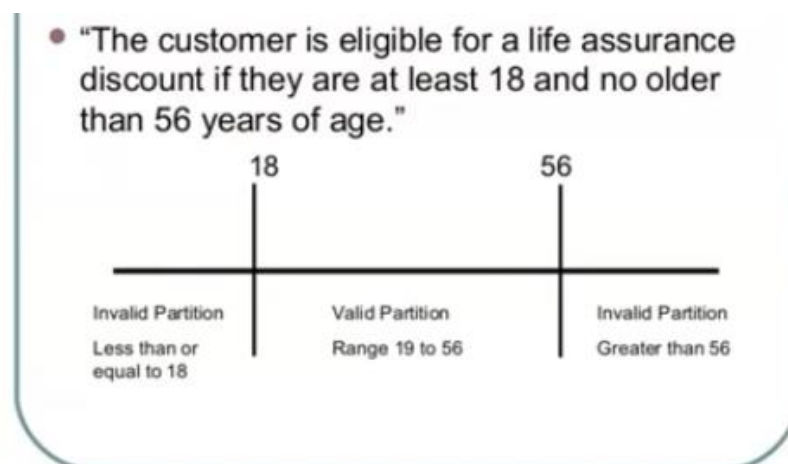 “The customer is eligible for a life assurance
discount if they are at least 18 and no older
than 56 years of age.”
18
56
Invalid Partition
Less than or
equal to 18
Valid Partition
Range 19 to 56
Invalid Partition
Greater than 56